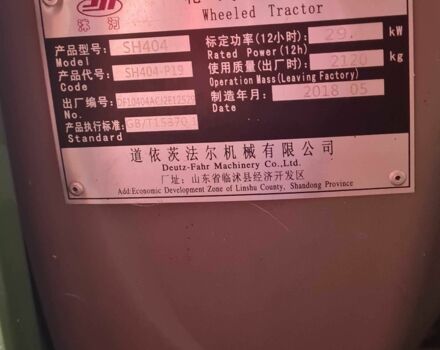 沭河
Wheeled Tractor
产品型号: SH404 标定功率(12小时) 29. kW
Model Rated Power (12h)
产品代号: SH404-P19 使用质量(出厂时) 2120 kg
Code Operation Mass(Leaving Factory)
出厂编号:
No. 制造年月: 2018 05
产品执行标准: GB/T15370.1 Date
Standard
道依茨法尔机械有限公司
Deutz-Fahr Machinery Co.,Ltd.
厂址:山东省临沭县经济开发区
Add:Economic Development Zone of Linshu County, Shandong Province